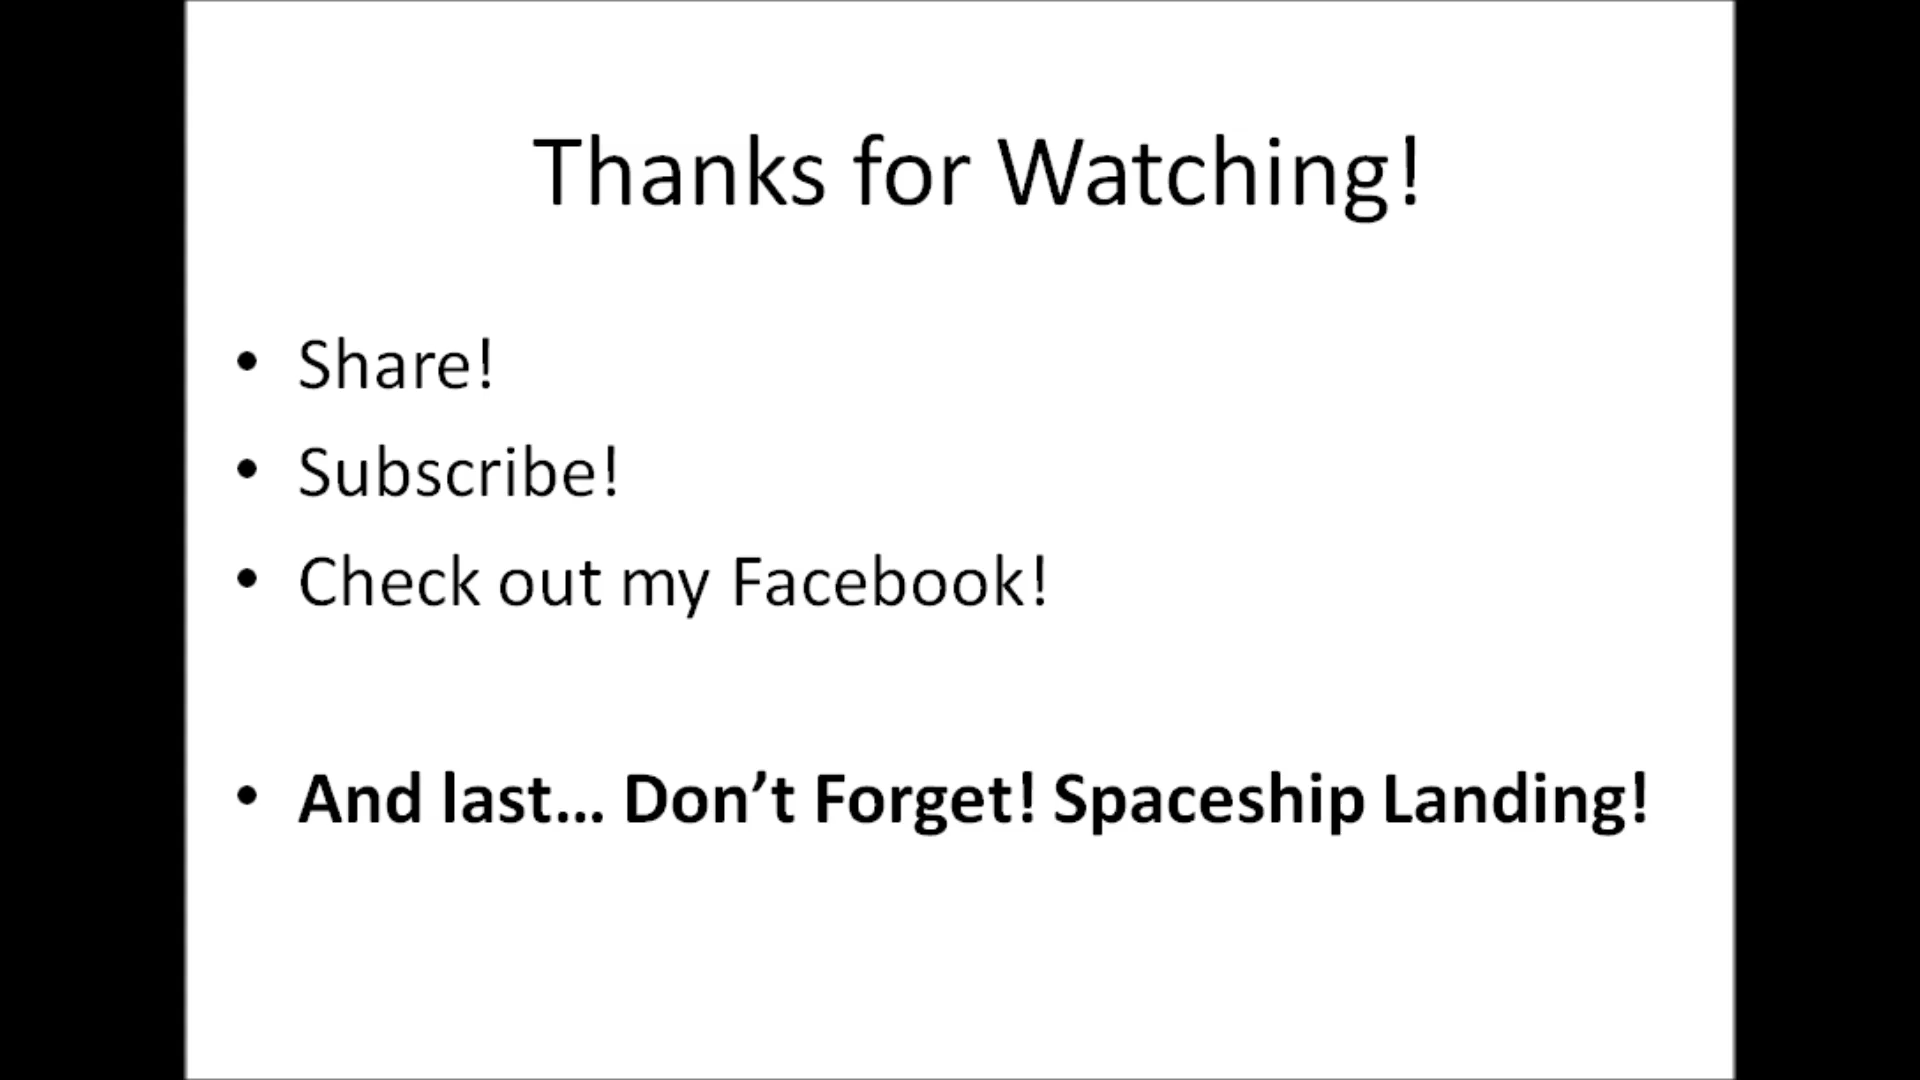 Thanks for Watching!
• Share!
• Subscribe!
• Check out my Facebook!
• And last... Don’t Forget! Spaceship Landing!